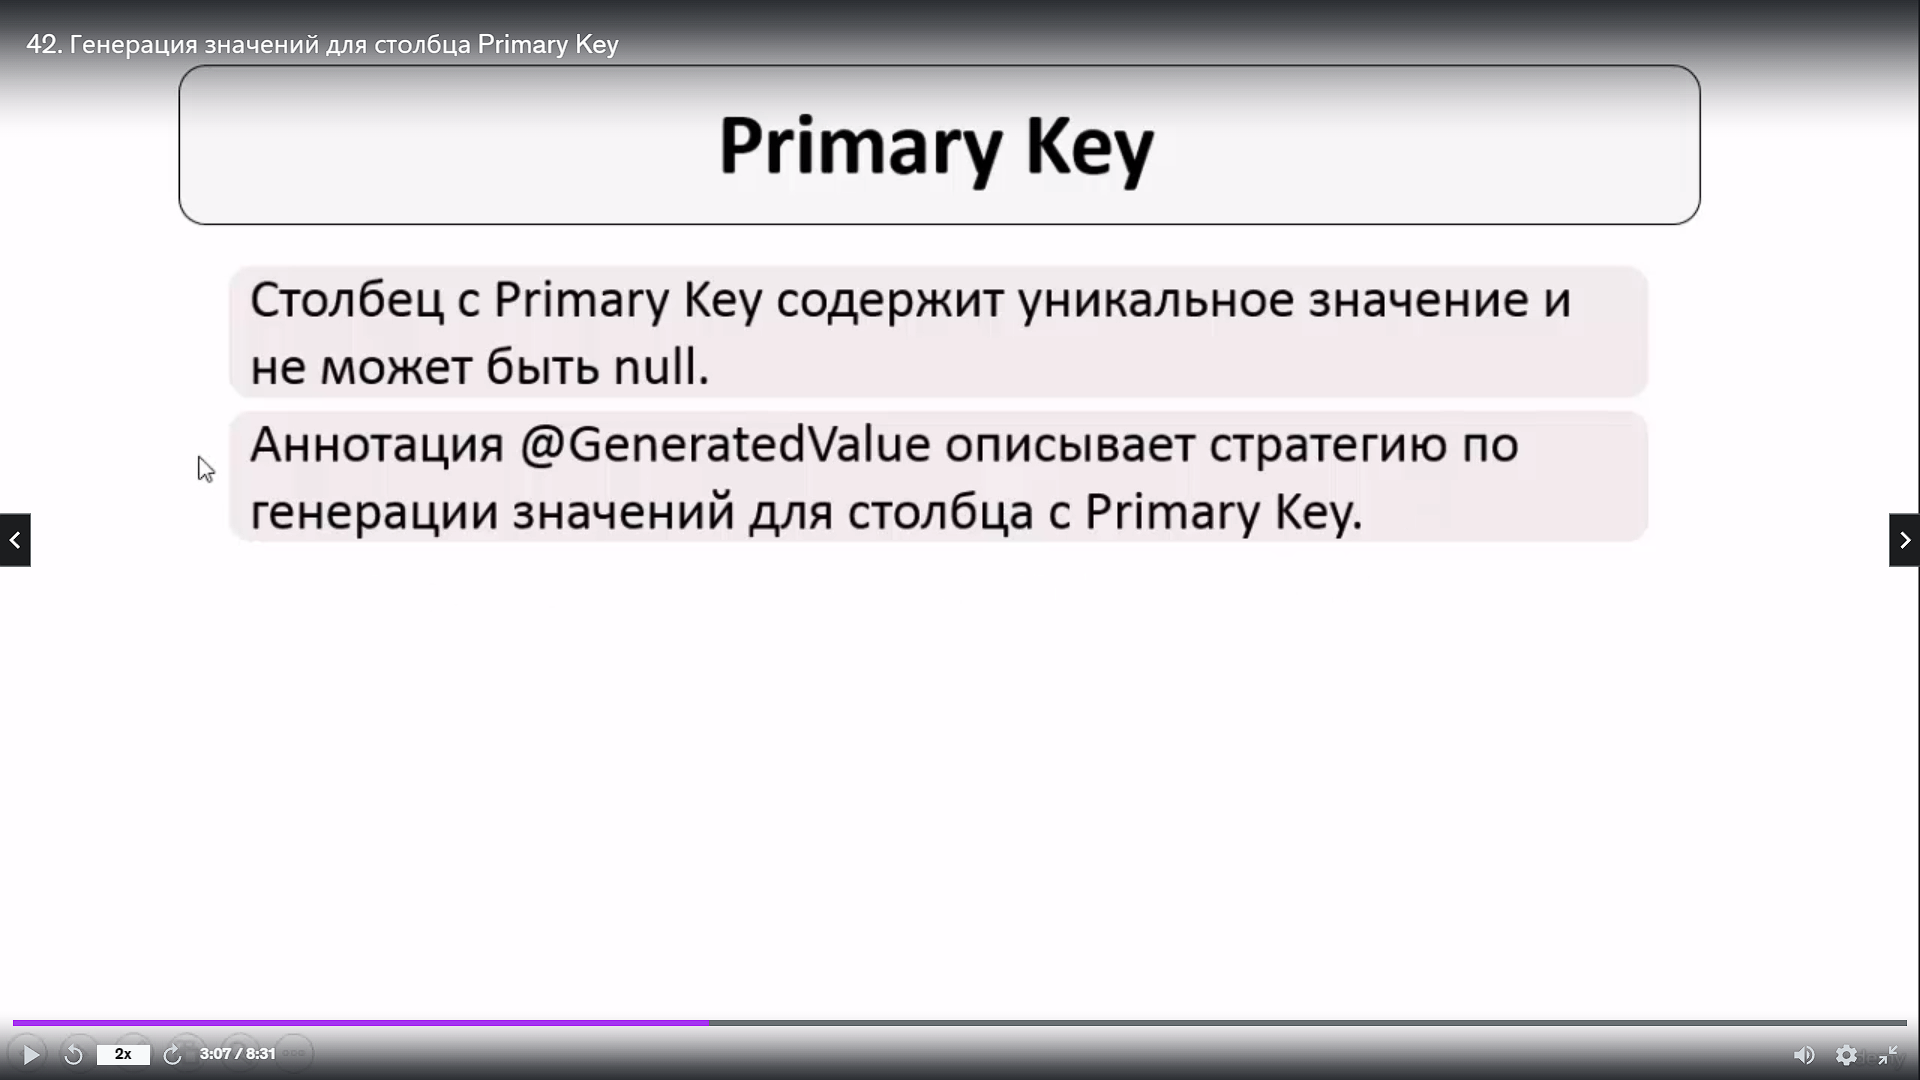 42. Генерация значений для столбца Primary Key
Primary Key
Столбец с Primary Key содержит уникальное значение и
не может быть null.
Аннотация @GeneratedValue описывает стратегию по
генерации значений для столбца с Primary Key.
2x
3:07 / 8:31